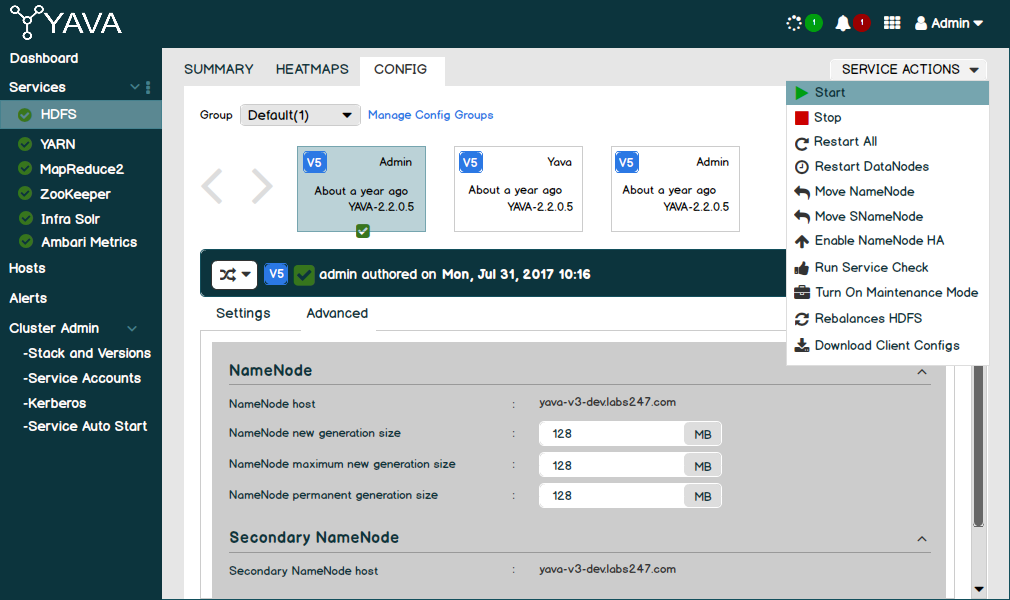 YAVA
1
1
Admin
Dashboard
Services
HDFS
YARN
MapReduce2
ZooKeeper
Infra Solr
Ambari Metrics
Hosts
Alerts
Cluster Admin
-Stack and Versions
-Service Accounts
-Kerberos
-Service Auto Start
SUMMARY HEATMAPS CONFIG
SERVICE ACTIONS
Start
Stop
Restart All
Restart DataNodes
Move NameNode
Move SNameNode
Enable NameNode HA
Run Service Check
Turn On Maintenance Mode
Rebalances HDFS
Download Client Configs
Group Default(1) Manage Config Groups
V5 Admin
About a year ago
YAVA-2.2.0.5
V5 Yava
About a year ago
YAVA-2.2.0.5
V5 Admin
About a year ago
YAVA-2.2.0.5
V5 admin authored on Mon, Jul 31, 2017 10:16
Settings Advanced
NameNode
NameNode host : yava-v3-dev.labs247.com
NameNode new generation size : 128 MB
NameNode maximum new generation size : 128 MB
NameNode permanent generation size : 128 MB
Secondary NameNode
Secondary NameNode host : yava-v3-dev.labs247.com